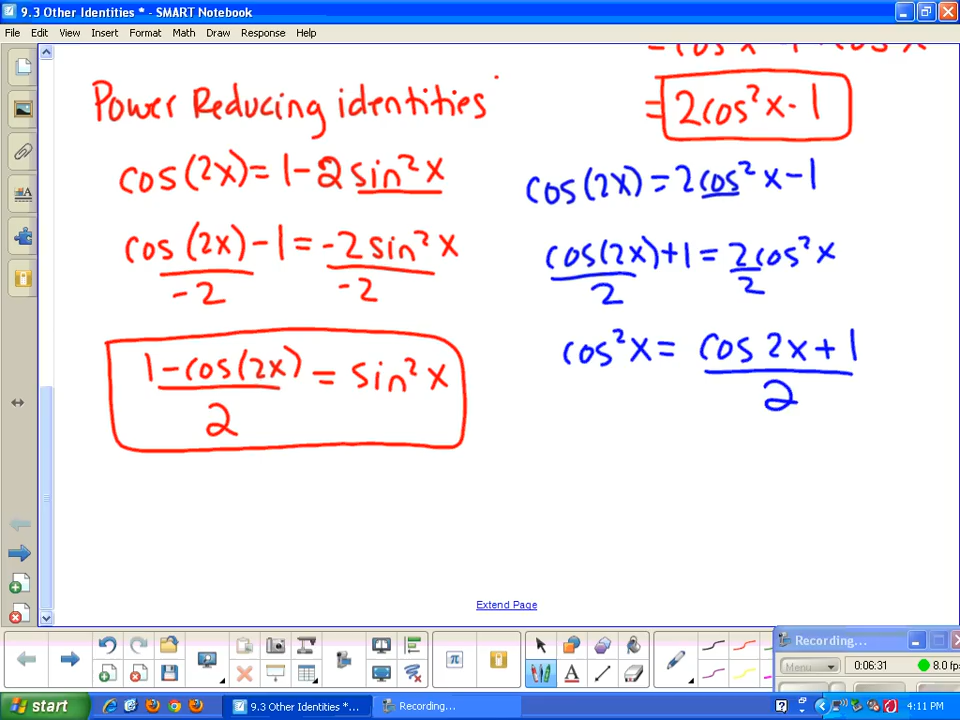 9.3 Other Identities * - SMART Notebook
File Edit View Insert Format Math Draw Response Help
= cos²x
= 2cos²x-1
Power Reducing identities
cos(2x)= 1-2sin²x
cos(2x)-1 = -2sin²x
-2 -2
1-cos(2x) = sin²x
2
cos(2x)=2cos²x-1
cos(2x)+1 = 2cos²x
2 2
cos²x = cos 2x+1
2
Extend Page
π
A
Recording...
Menu 0:06:31 8.0 fp
start 9.3 Other Identities *... Recording... 4:11 PM